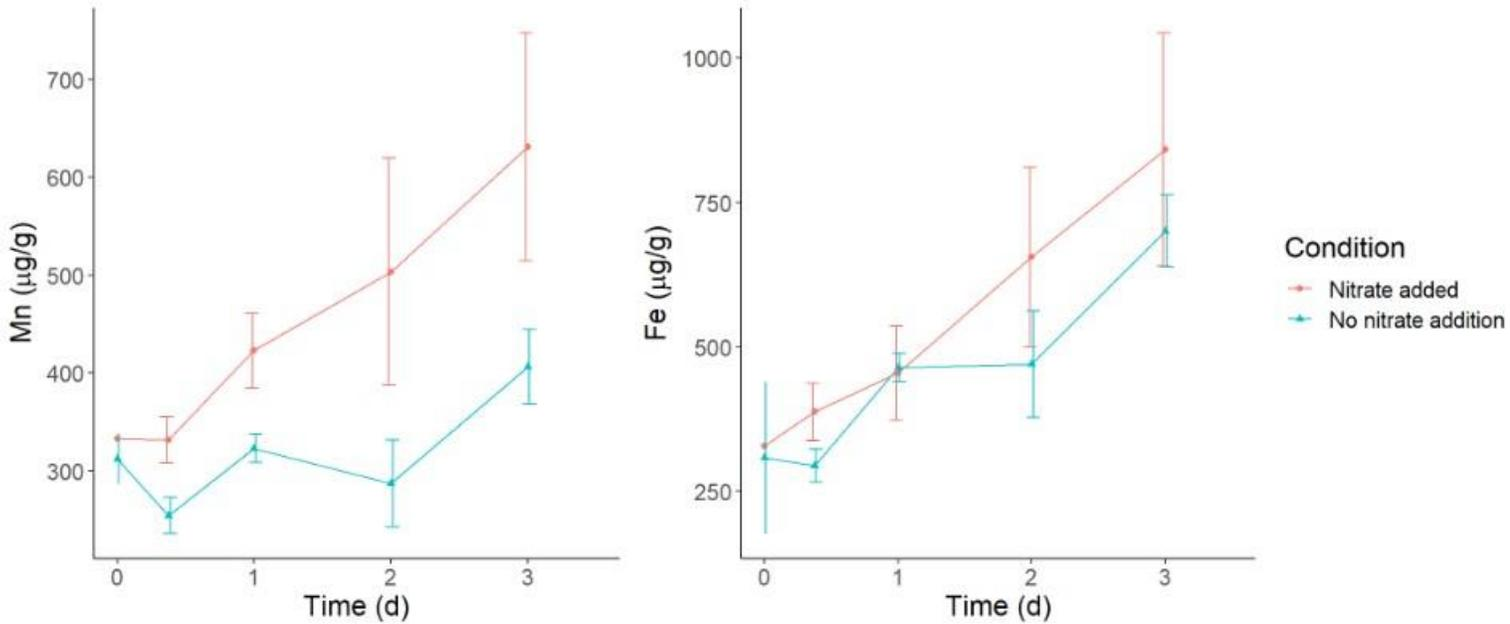 Mn (μg/g)
700
600
500
400
300
0 1 2 3
Time (d)
Fe (μg/g)
1000
750
500
250
0 1 2 3
Time (d)
Condition
Nitrate added
No nitrate addition